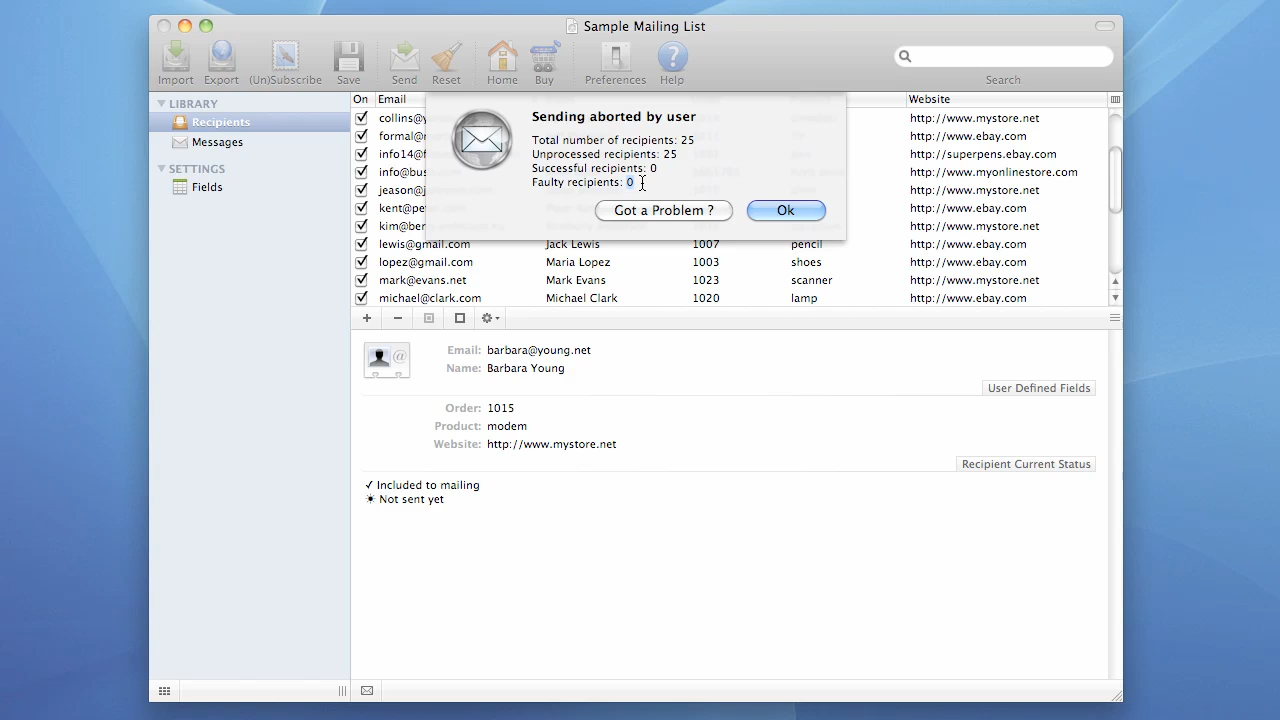 Sample Mailing List
Import Export (Un)Subscribe Save Send Reset Home Buy Preferences Help Search
LIBRARY
Recipients
Messages
SETTINGS
Fields
On Email Website
collins@y http://www.mystore.net
formal@r http://www.ebay.com
info14@f http://superpens.ebay.com
info@bus http://www.myonlinestore.com
jeason@j http://www.mystore.net
kent@pe http://www.ebay.com
kim@ber http://www.mystore.net
lewis@gmail.com Jack Lewis 1007 pencil http://www.ebay.com
lopez@gmail.com Maria Lopez 1003 shoes http://www.ebay.com
mark@evans.net Mark Evans 1023 scanner http://www.mystore.net
michael@clark.com Michael Clark 1020 lamp http://www.ebay.com
Sending aborted by user
Total number of recipients: 25
Unprocessed recipients: 25
Successful recipients: 0
Faulty recipients: 0
Got a Problem ? Ok
Email: barbara@young.net
Name: Barbara Young
User Defined Fields
Order: 1015
Product: modem
Website: http://www.mystore.net
Recipient Current Status
✓ Included to mailing
☀ Not sent yet